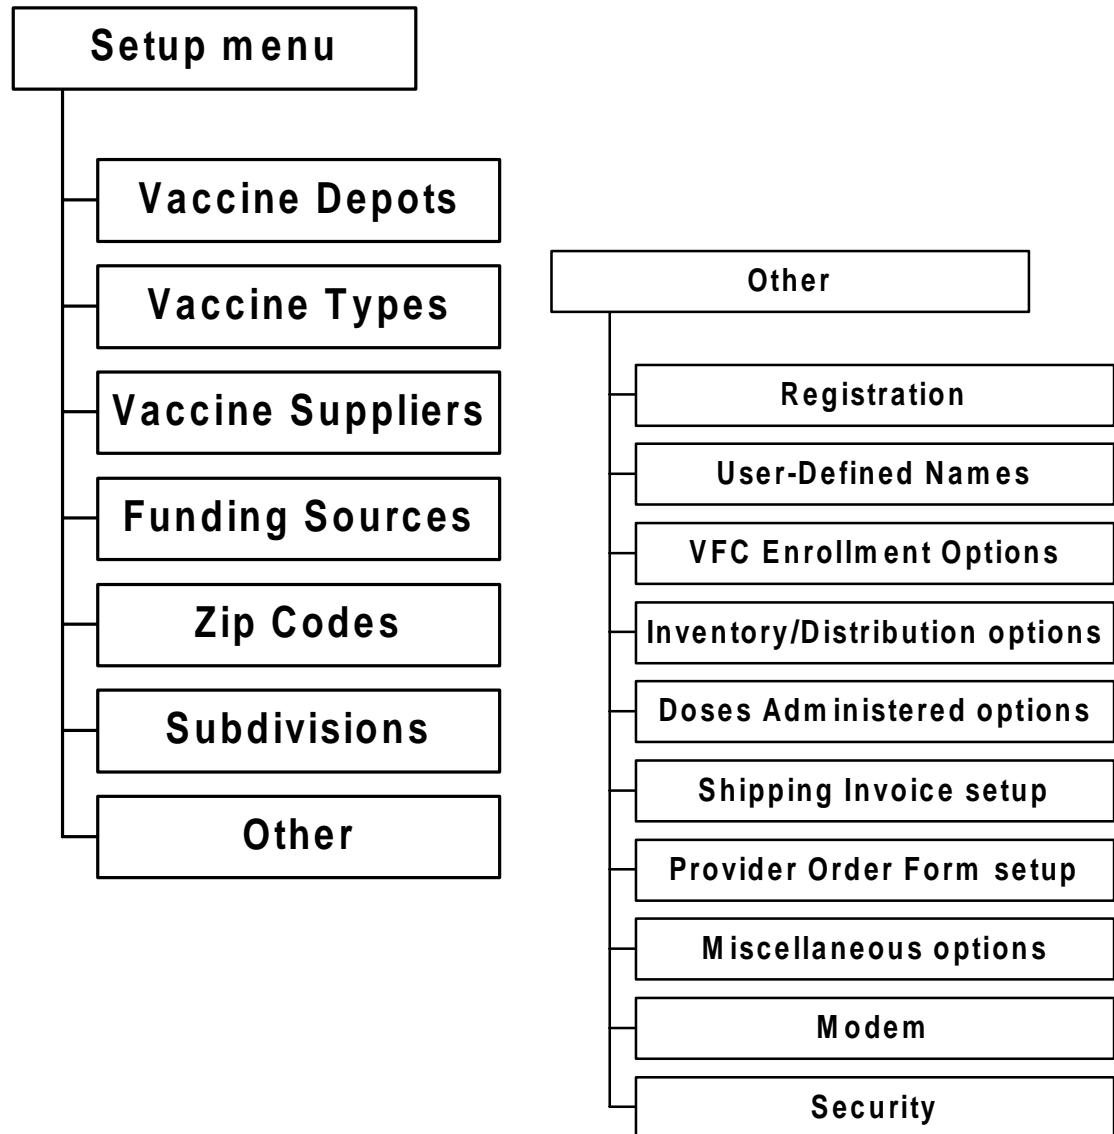 Setup menu
Vaccine Depots
Vaccine Types
Vaccine Suppliers
Funding Sources
Zip Codes
Subdivisions
Other
Other
Registration
User-Defined Names
VFC Enrollment Options
Inventory/Distribution options
Doses Administered options
Shipping Invoice setup
Provider Order Form setup
Miscellaneous options
Modem
Security